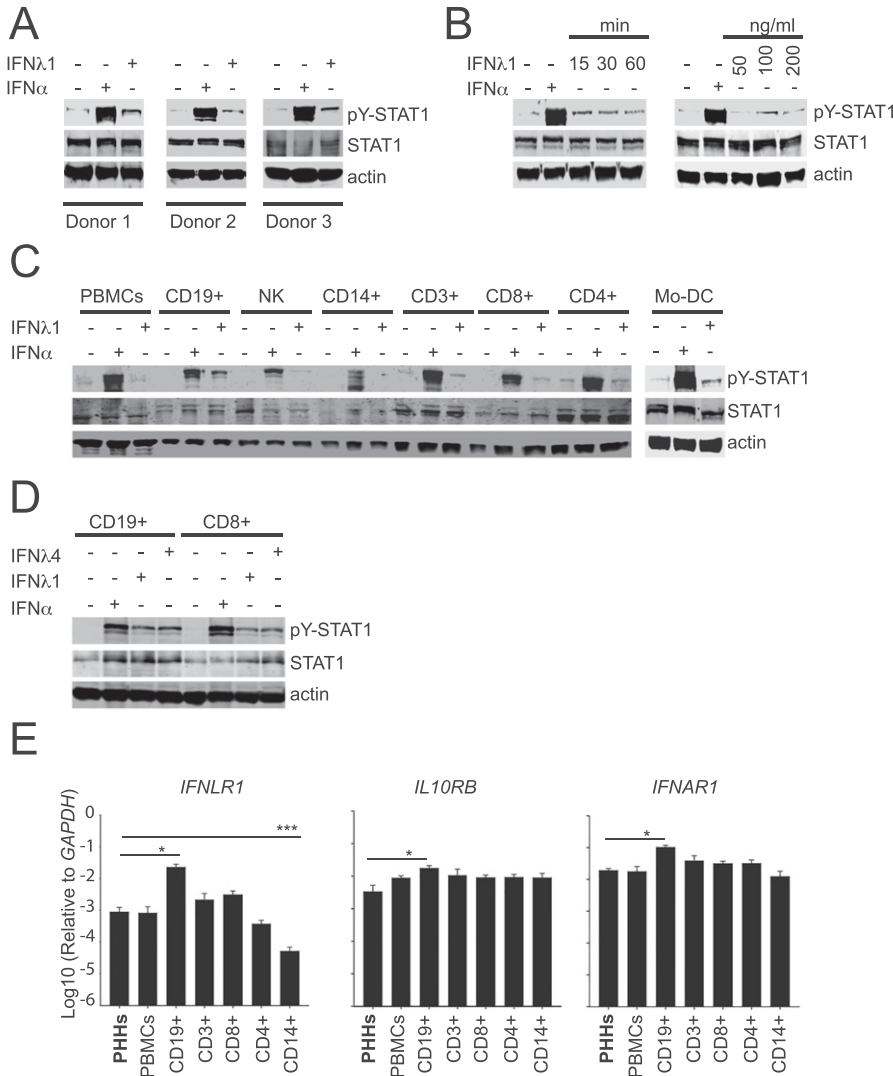 A
IFNλ1 - - + - - + - - +
IFNα - + - - + - - + -
pY-STAT1
STAT1
actin
Donor 1 Donor 2 Donor 3
B
min ng/ml
IFNλ1 - - 15 30 60 - - 50 100 200
IFNα - + - + 
pY-STAT1
STAT1
actin
C
PBMCs CD19+ NK CD14+ CD3+ CD8+ CD4+ Mo-DC
IFNλ1 - - + - - + - - + - - + - - + - - + - - + - - +
IFNα - + - - + - - + - - + - - + - - + - - + - - + -
pY-STAT1
STAT1
actin
D
CD19+ CD8+
IFNλ4 - - - + - - - +
IFNλ1 - - + - - - + -
IFNα - + - - - + - -
pY-STAT1
STAT1
actin
E
IFNLR1 IL10RB IFNAR1
Log10 (Relative to GAPDH)
0
-1
-2
-3
-4
-5
-6
*** * * *
PHHs PBMCs CD19+ CD3+ CD8+ CD4+ CD14+
PHHs PBMCs CD19+ CD3+ CD8+ CD4+ CD14+
PHHs PBMCs CD19+ CD3+ CD8+ CD4+ CD14+